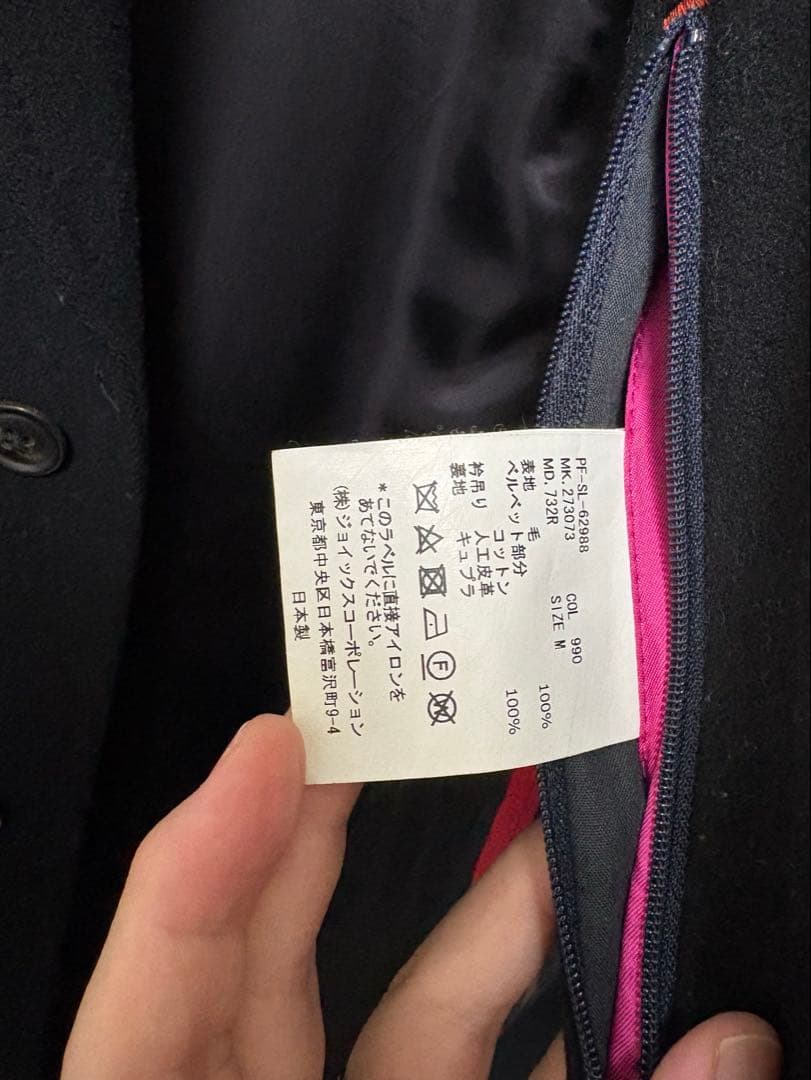 PF-SL-62988
MK.273073 COL. 990
MD.732R SIZE M
表地 毛 100%
ベルベット部分 コットン 100%
衿吊り 人工皮革
裏地 キュプラ
F
W
*このラベルに直接アイロンを
あてないでください。
(株)ジョイックスコーポレーション
東京都中央区日本橋富沢町9-4
日本製